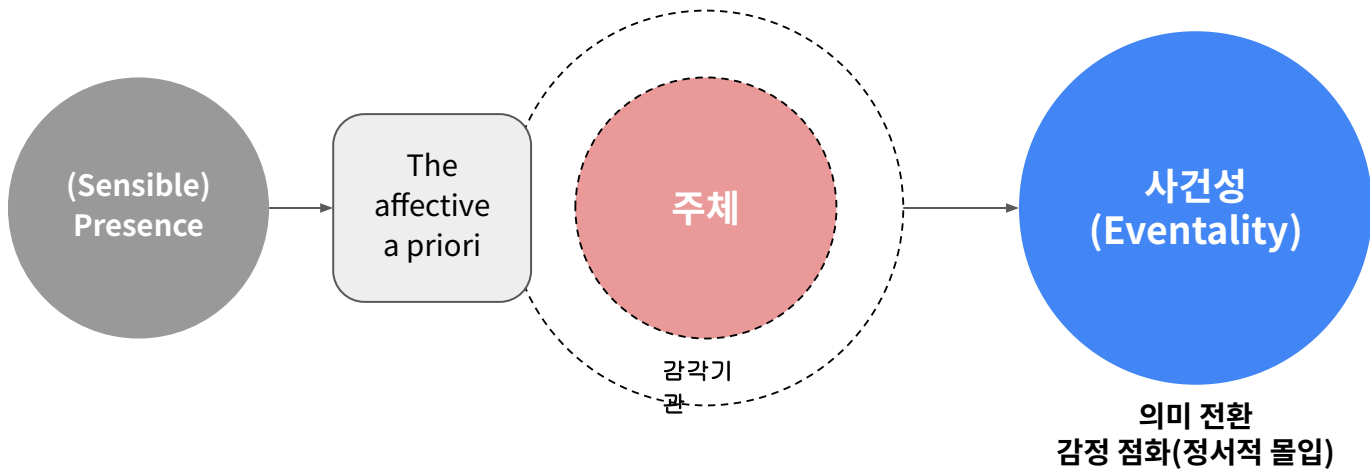 (Sensible)
Presence
The
affective
a priori
주체
감각기
관
사건성
(Eventality)
의미 전환
감정 점화(정서적 몰입)